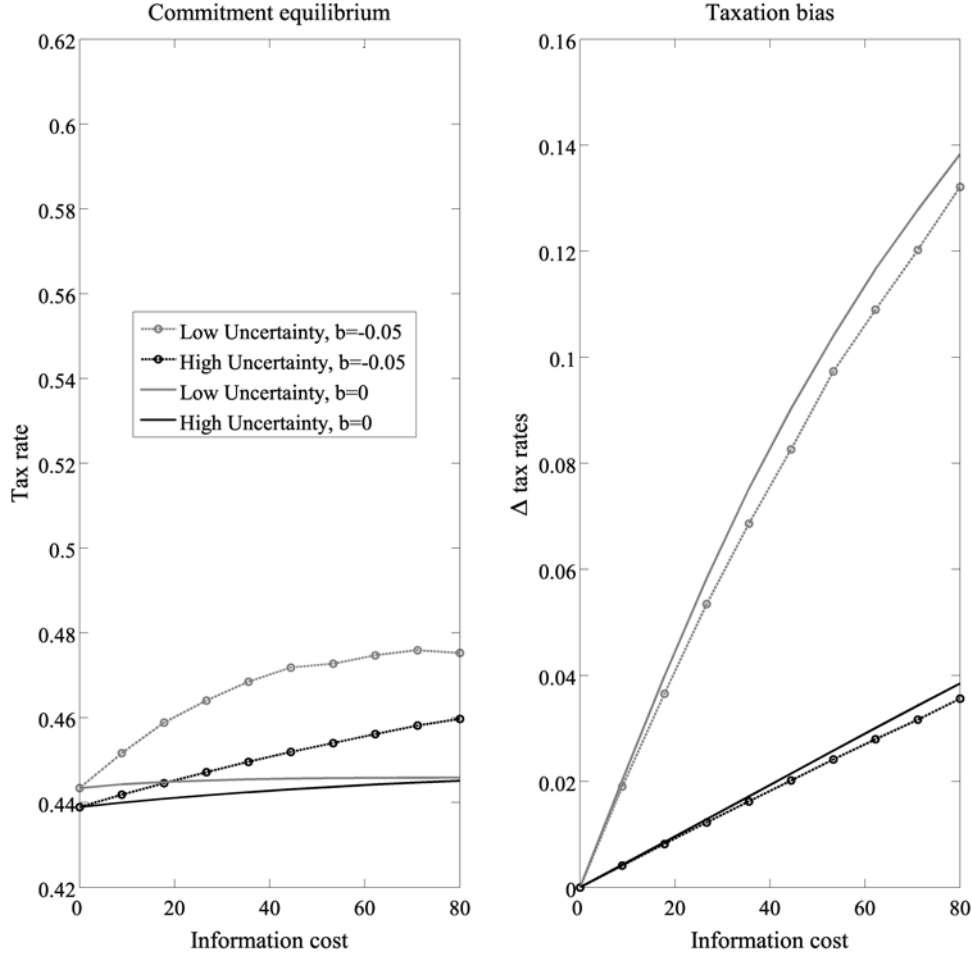 Commitment equilibrium
0.62
0.6
0.58
0.56
0.54
0.52
0.5
0.48
0.46
0.44
0.42
Tax rate
Low Uncertainty, b=-0.05
High Uncertainty, b=-0.05
Low Uncertainty, b=0
High Uncertainty, b=0
0 20 40 60 80
Information cost
Taxation bias
0.16
0.14
0.12
0.1
0.08
0.06
0.04
0.02
0
Δ tax rates
0 20 40 60 80
Information cost